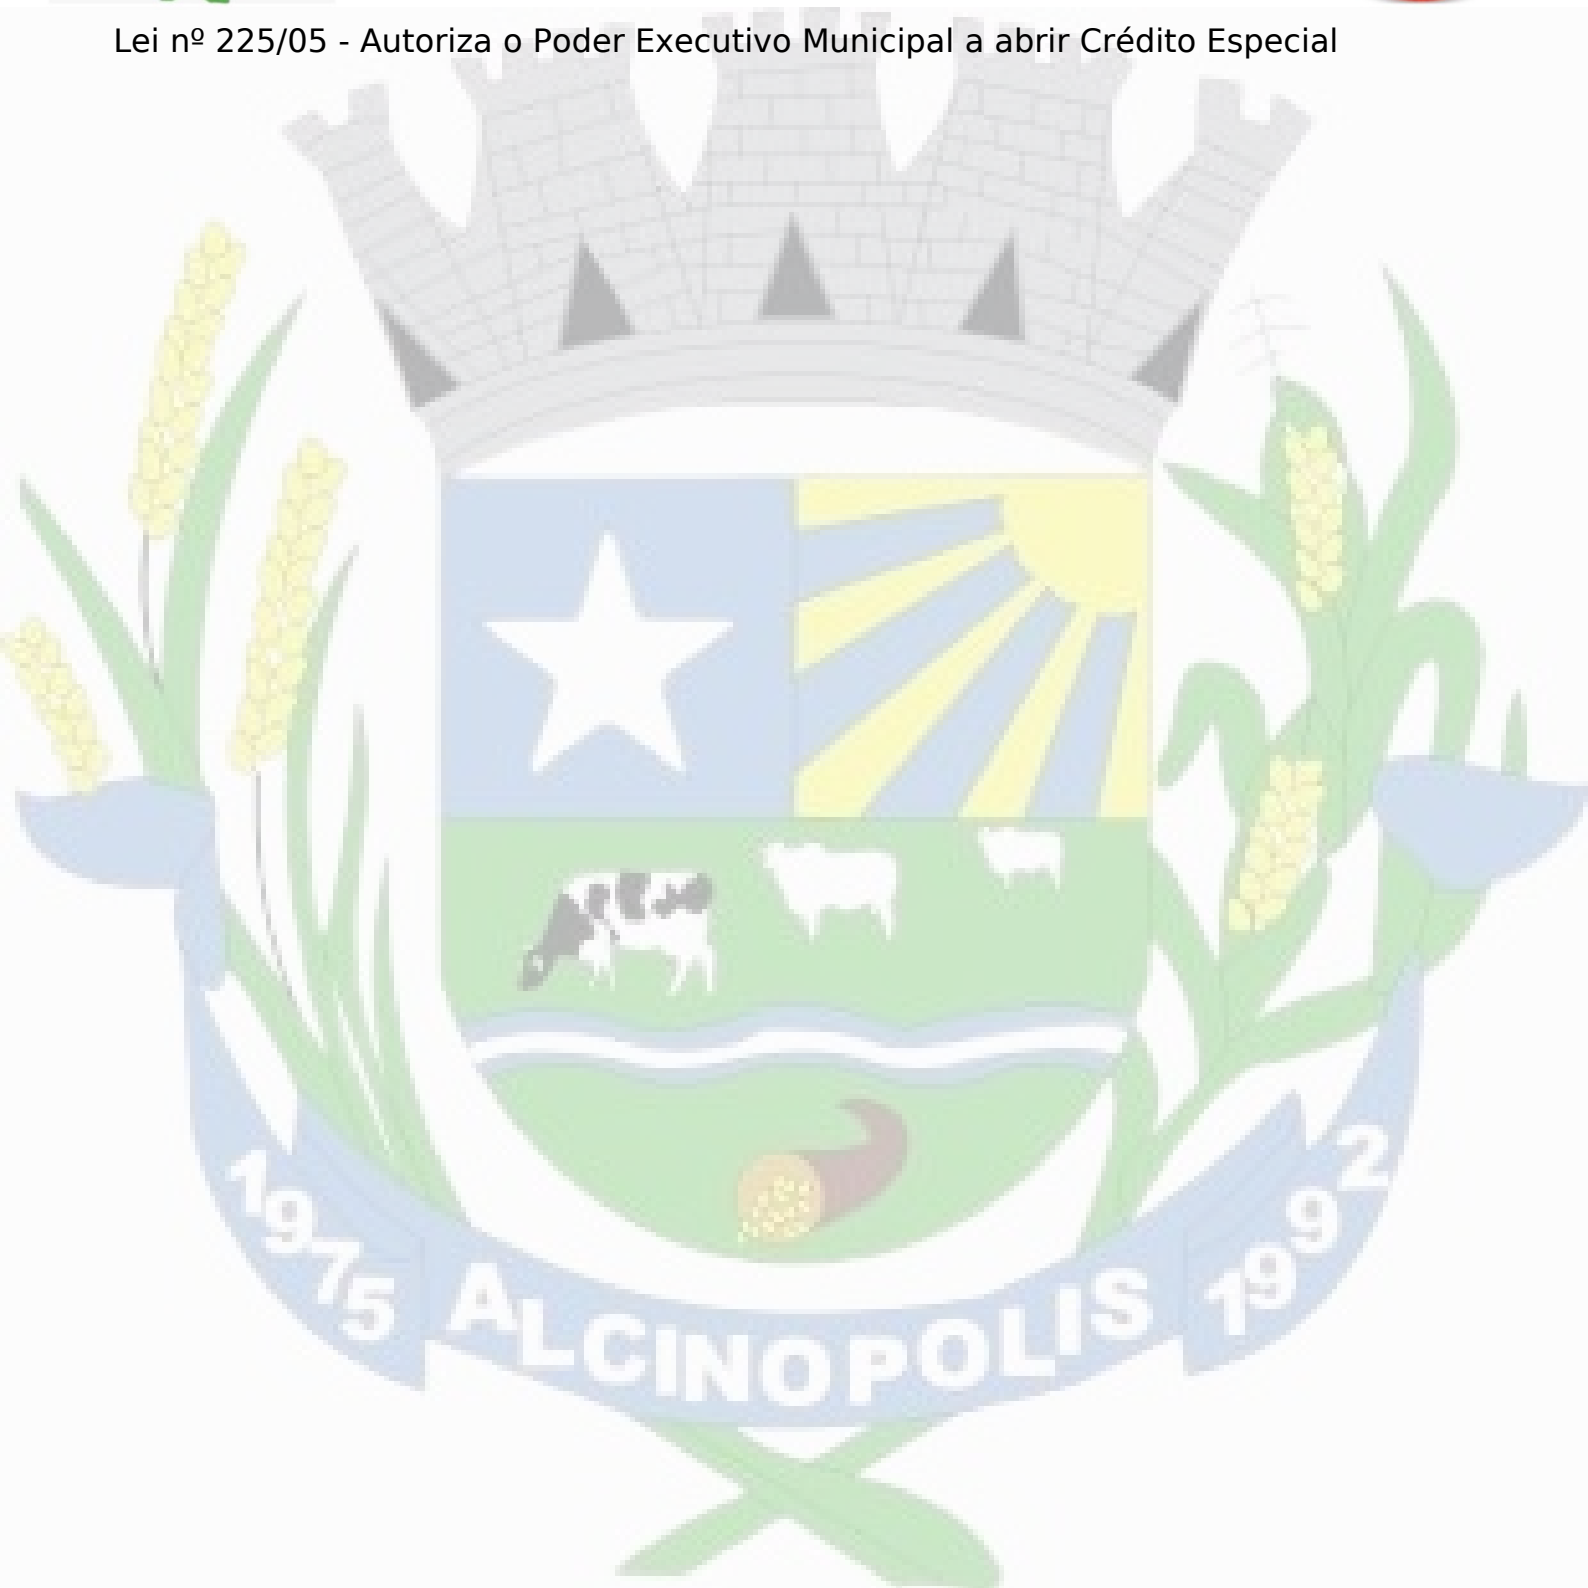 Lei nº 225/05 - Autoriza o Poder Executivo Municipal a abrir Crédito Especial
1975 ALCINOPOLIS 1992